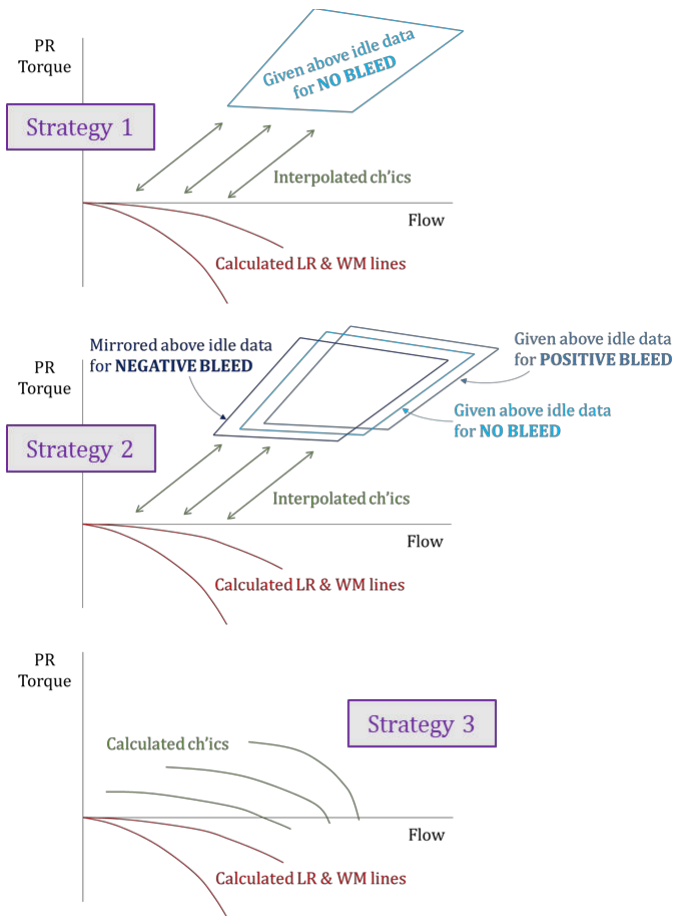 PR
Torque
Given above idle data
for NO BLEED
Strategy 1
Interpolated ch'ics
Flow
Calculated LR & WM lines
PR
Torque
Mirrored above idle data
for NEGATIVE BLEED
Given above idle data
for POSITIVE BLEED
Given above idle data
for NO BLEED
Strategy 2
Interpolated ch'ics
Flow
Calculated LR & WM lines
PR
Torque
Strategy 3
Calculated ch'ics
Flow
Calculated LR & WM lines